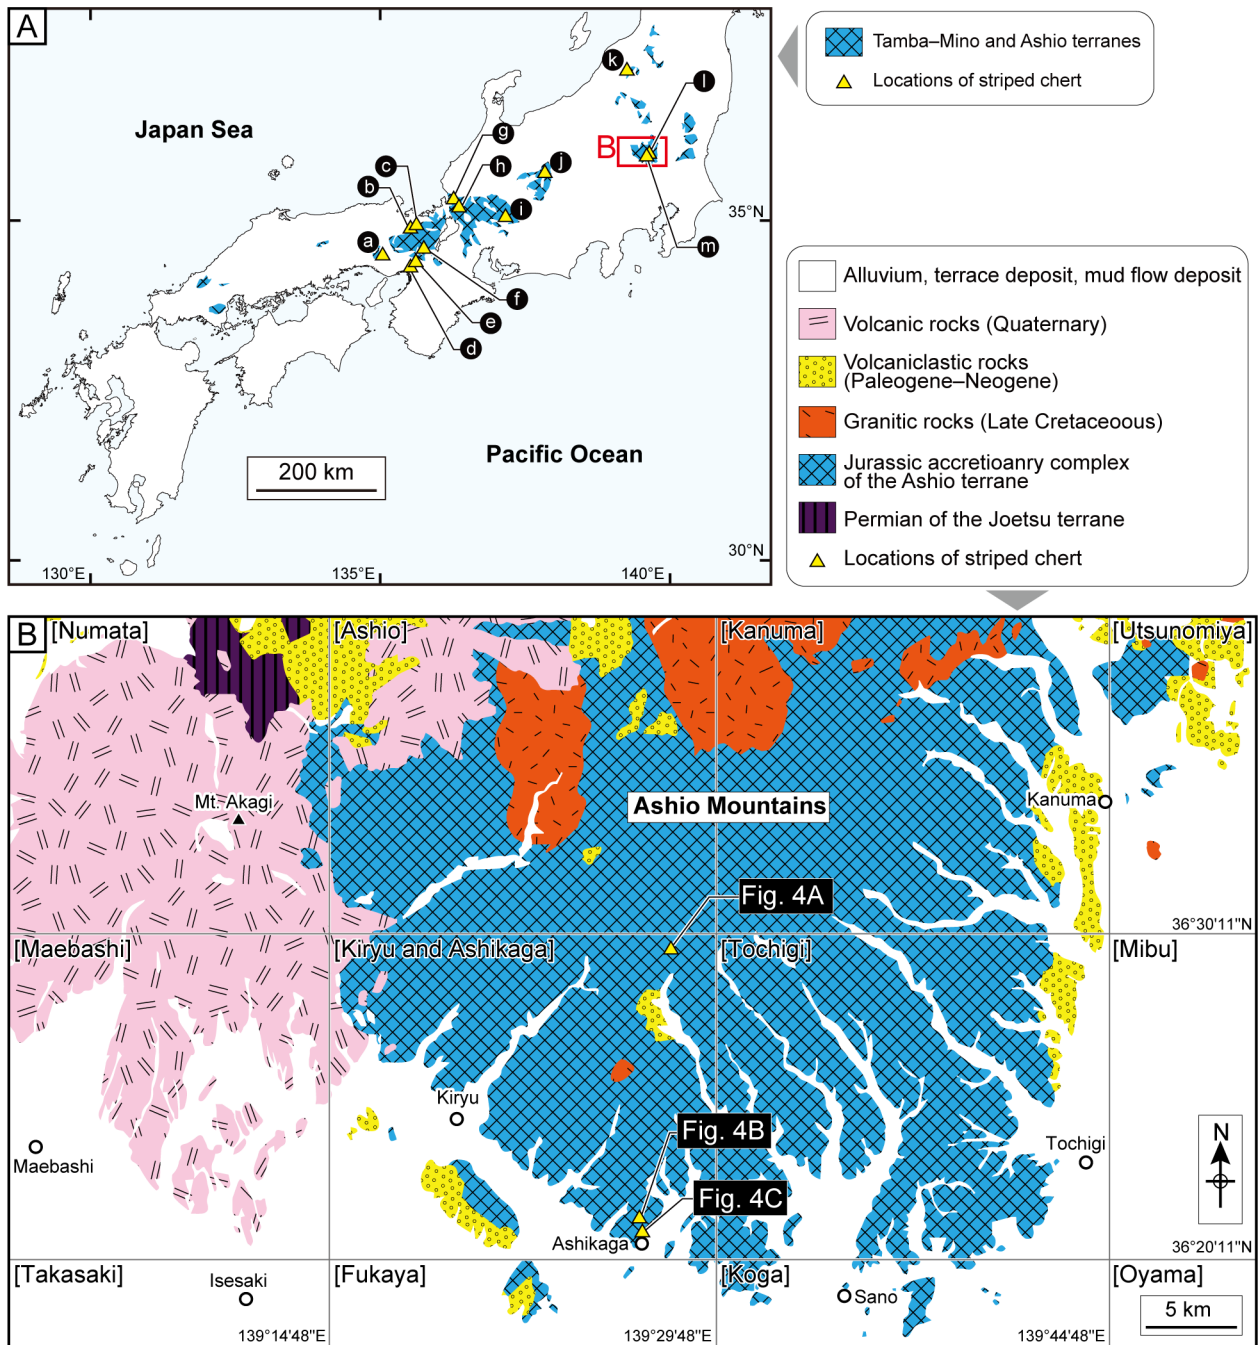 A
Japan Sea
Pacific Ocean
200 km
a
b
c
d
e
f
g
h
i
j
k
l
m
B
35°N
30°N
130°E
135°E
140°E
Tamba–Mino and Ashio terranes
Locations of striped chert
Alluvium, terrace deposit, mud flow deposit
Volcanic rocks (Quaternary)
Volcaniclastic rocks
(Paleogene–Neogene)
Granitic rocks (Late Cretaceoous)
Jurassic accretioanry complex
of the Ashio terrane
Permian of the Joetsu terrane
Locations of striped chert
B
[Numata]
[Ashio]
[Kanuma]
[Utsunomiya]
Mt. Akagi
Ashio Mountains
Kanuma
Fig. 4A
36°30'11"N
[Maebashi]
[Kiryu and Ashikaga]
[Tochigi]
[Mibu]
Kiryu
Fig. 4B
Maebashi
Tochigi
N
Fig. 4C
Ashikaga
36°20'11"N
[Takasaki]
[Fukaya]
[Koga]
[Oyama]
Isesaki
Sano
5 km
139°14'48"E
139°29'48"E
139°44'48"E